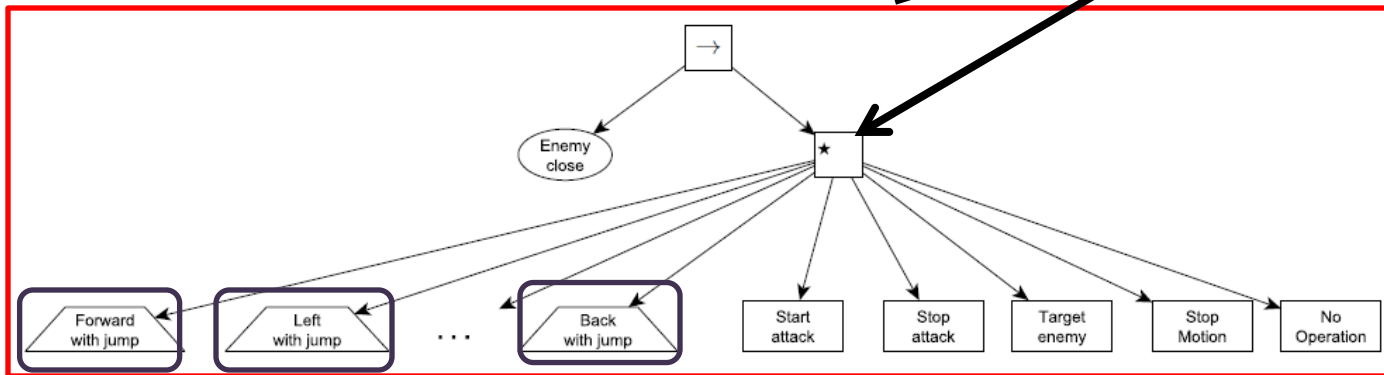 →
Enemy
close
★
Forward
with jump
Left
with jump
...
Back
with jump
Start
attack
Stop
attack
Target
enemy
Stop
Motion
No
Operation